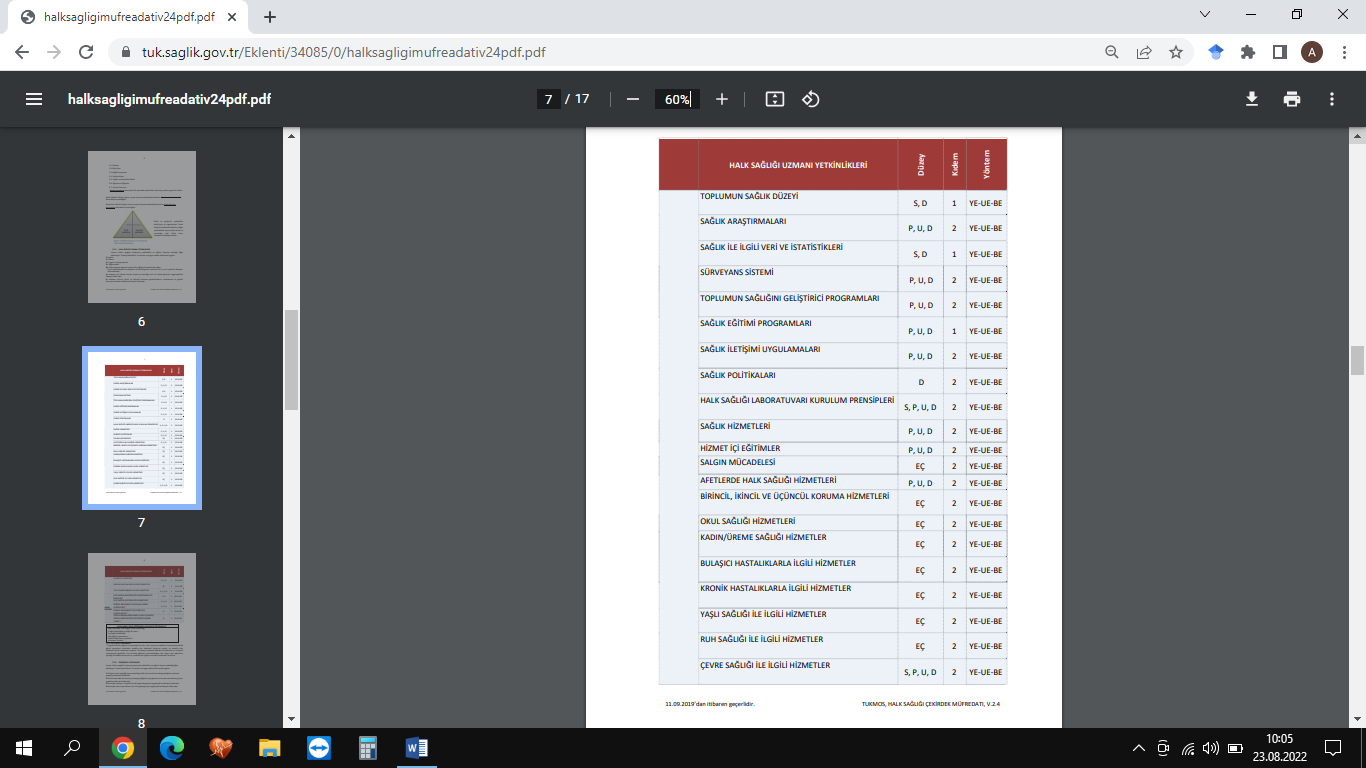 halksagligimufreadativ24pdf.pdf
tuk.saglik.gov.tr/Eklenti/34085/0/halksagligimufreadativ24pdf.pdf
A
halksagligimufreadativ24pdf.pdf
7 / 17
60%
6
7
8
HALK SAĞLIĞI UZMANI YETKİNLİKLERİ Düzey Kıdem Yöntem
TOPLUMUN SAĞLIK DÜZEYİ S, D 1 YE-UE-BE
SAĞLIK ARAŞTIRMALARI P, U, D 2 YE-UE-BE
SAĞLIK İLE İLGİLİ VERİ VE İSTATİSTİKLERİ S, D 1 YE-UE-BE
SÜRVEYANS SİSTEMİ P, U, D 2 YE-UE-BE
TOPLUMUN SAĞLIĞINI GELİŞTİRİCİ PROGRAMLARI P, U, D 2 YE-UE-BE
SAĞLIK EĞİTİMİ PROGRAMLARI P, U, D 1 YE-UE-BE
SAĞLIK İLETİŞİMİ UYGULAMALARI P, U, D 2 YE-UE-BE
SAĞLIK POLİTİKALARI D 2 YE-UE-BE
HALK SAĞLIĞI LABORATUVARI KURULUM PRENSİPLERİ S, P, U, D 2 YE-UE-BE
SAĞLIK HİZMETLERİ P, U, D 2 YE-UE-BE
HİZMET İÇİ EĞİTİMLER P, U, D 2 YE-UE-BE
SALGIN MÜCADELESİ EÇ 2 YE-UE-BE
AFETLERDE HALK SAĞLIĞI HİZMETLERİ P, U, D 2 YE-UE-BE
BİRİNCİL, İKİNCİL VE ÜÇÜNCÜL KORUMA HİZMETLERİ EÇ 2 YE-UE-BE
OKUL SAĞLIĞI HİZMETLERİ EÇ 2 YE-UE-BE
KADIN/ÜREME SAĞLIĞI HİZMETLER EÇ 2 YE-UE-BE
BULAŞICI HASTALIKLARLA İLGİLİ HİZMETLER EÇ 2 YE-UE-BE
KRONİK HASTALIKLARLA İLGİLİ HİZMETLER EÇ 2 YE-UE-BE
YAŞLI SAĞLIĞI İLE İLGİLİ HİZMETLER EÇ 2 YE-UE-BE
RUH SAĞLIĞI İLE İLGİLİ HİZMETLER EÇ 2 YE-UE-BE
ÇEVRE SAĞLIĞI İLE İLGİLİ HİZMETLER S, P, U, D 2 YE-UE-BE
11.09.2019'dan itibaren geçerlidir. TUKMOS, HALK SAĞLIĞI ÇEKİRDEK MÜFREDATI, V.2.4
10:05
23.08.2022